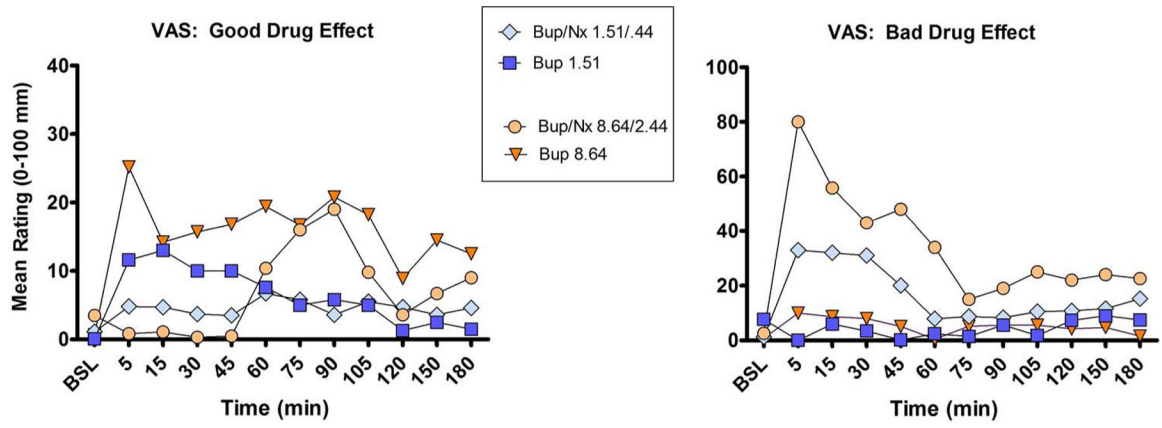 VAS: Good Drug Effect
Mean Rating (0-100 mm)
40
30
20
10
0
BSL 5 15 30 45 60 75 90 105 120 150 180
Time (min)
Bup/Nx 1.51/.44
Bup 1.51
Bup/Nx 8.64/2.44
Bup 8.64
VAS: Bad Drug Effect
100
80
60
40
20
0
BSL 5 15 30 45 60 75 90 105 120 150 180
Time (min)